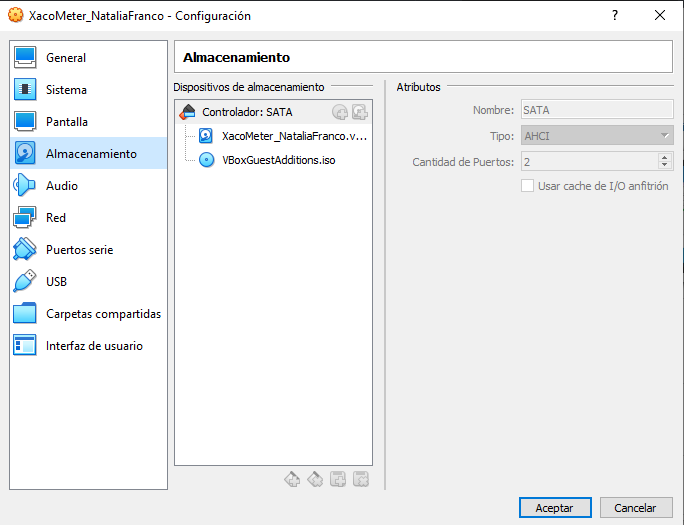 XacoMeter_NataliaFranco - Configuración
?
General
Sistema
Pantalla
Almacenamiento
Audio
Red
Puertos serie
USB
Carpetas compartidas
Interfaz de usuario
Almacenamiento
Dispositivos de almacenamiento
Controlador: SATA
XacoMeter_NataliaFranco.v...
VBoxGuestAdditions.iso
Atributos
Nombre: SATA
Tipo: AHCI
Cantidad de Puertos: 2
Usar cache de I/O anfitrión
Aceptar
Cancelar